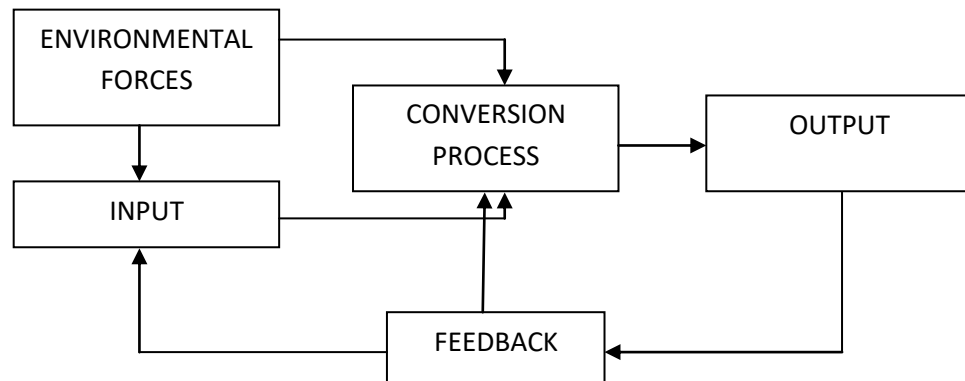 ENVIRONMENTAL
FORCES
CONVERSION
PROCESS
OUTPUT
INPUT
FEEDBACK